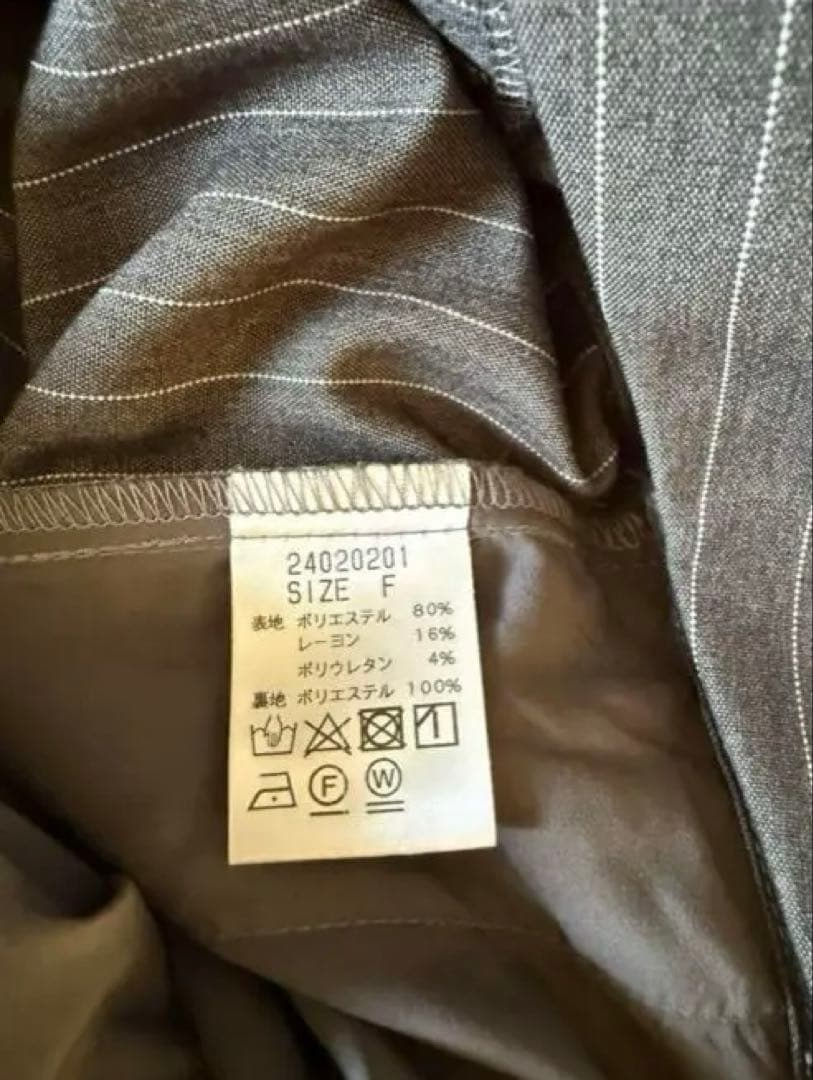 24020201
SIZE F
表地 ポリエステル 80%
レーヨン 16%
ポリウレタン 4%
裏地 ポリエステル 100%
F W